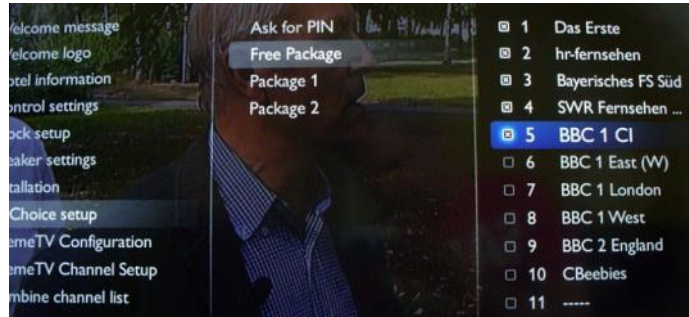 elcome message
elcome logo
otel information
ontrol settings
ock setup
eaker settings
tallation
Choice setup
emeTV Configuration
emeTV Channel Setup
mbine channel list
Ask for PIN
Free Package
Package 1
Package 2
1 Das Erste
2 hr-fernsehen
3 Bayerisches FS Süd
4 SWR Fernsehen ...
5 BBC 1 CI
6 BBC 1 East (W)
7 BBC 1 London
8 BBC 1 West
9 BBC 2 England
10 CBeebies
11 -----